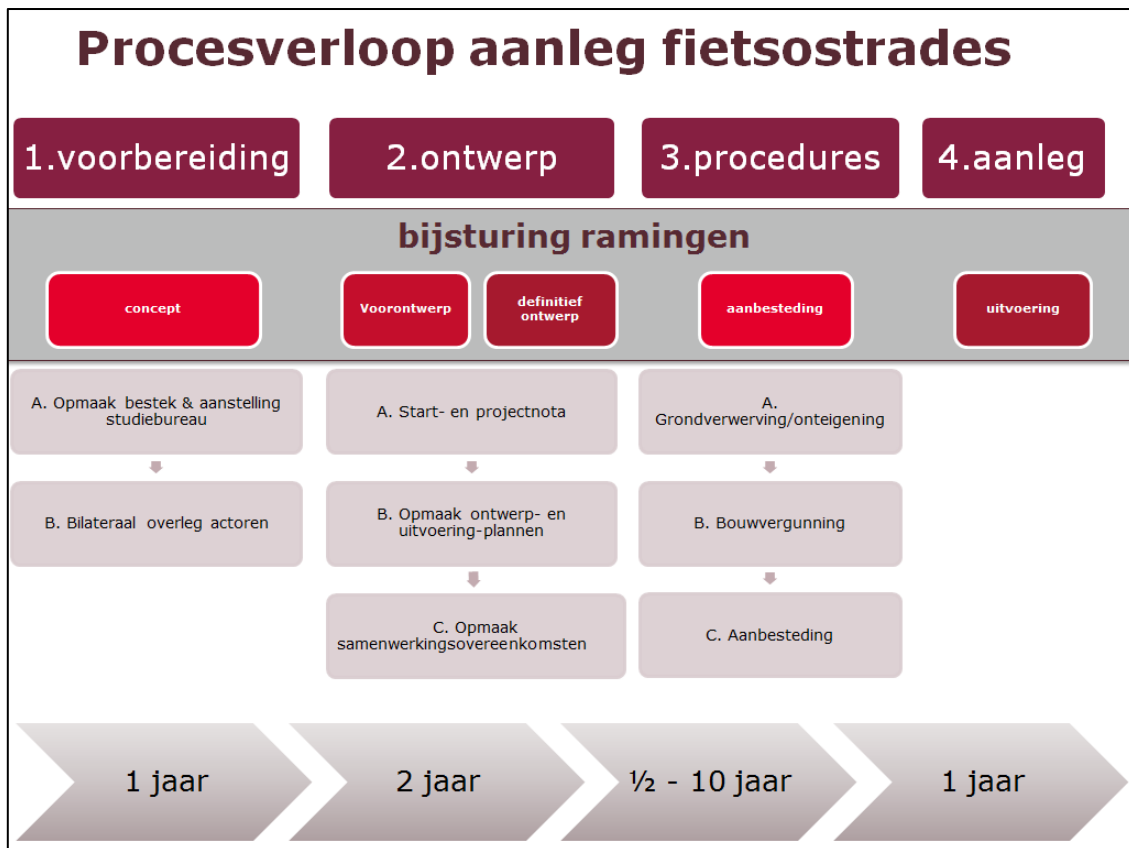 Procesverloop aanleg fietsostrades
1.voorbereiding
2.ontwerp
3.procedures
4.aanleg
bijsturing ramingen
concept
Voorontwerp
definitief
ontwerp
aanbesteding
uitvoering
A. Opmaak bestek & aanstelling
studiebureau
B. Bilateraal overleg actoren
A. Start- en projectnota
B. Opmaak ontwerp- en
uitvoering-plannen
C. Opmaak
samenwerkingsovereenkomsten
A.
Grondverwerving/onteigening
B. Bouwvergunning
C. Aanbesteding
1 jaar
2 jaar
½ - 10 jaar
1 jaar